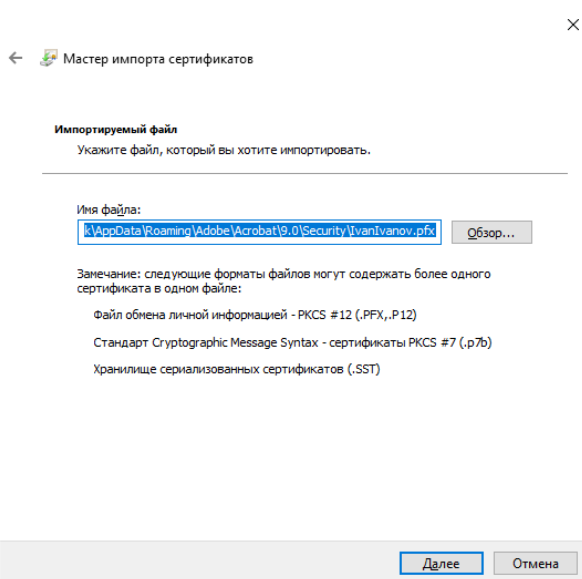 Мастер импорта сертификатов
Импортируемый файл
Укажите файл, который вы хотите импортировать.
Имя файла:
k\AppData\Roaming\Adobe\Acrobat\9.0\Security\IvanIvanov.pfx
Обзор...
Замечание: следующие форматы файлов могут содержать более одного
сертификата в одном файле:
Файл обмена личной информацией - PKCS #12 (.PFX,.P12)
Стандарт Cryptographic Message Syntax - сертификаты PKCS #7 (.p7b)
Хранилище сериализованных сертификатов (.SST)
Далее
Отмена